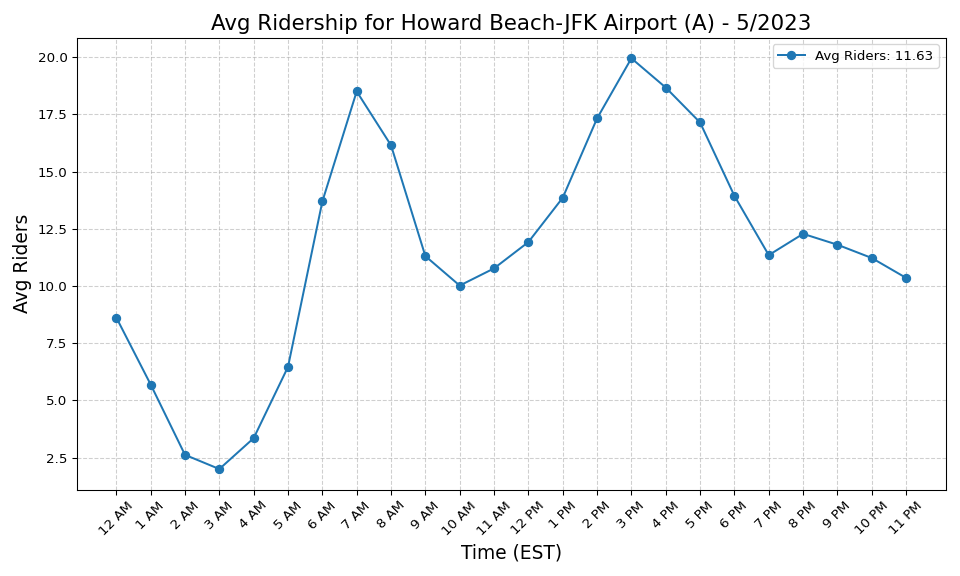 Avg Ridership for Howard Beach-JFK Airport (A) - 5/2023
Avg Riders: 11.63
Avg Riders
20.0
17.5
15.0
12.5
10.0
7.5
5.0
2.5
12 AM
1 AM
2 AM
3 AM
4 AM
5 AM
6 AM
7 AM
8 AM
9 AM
10 AM
11 AM
12 PM
1 PM
2 PM
3 PM
4 PM
5 PM
6 PM
7 PM
8 PM
9 PM
10 PM
11 PM
Time (EST)